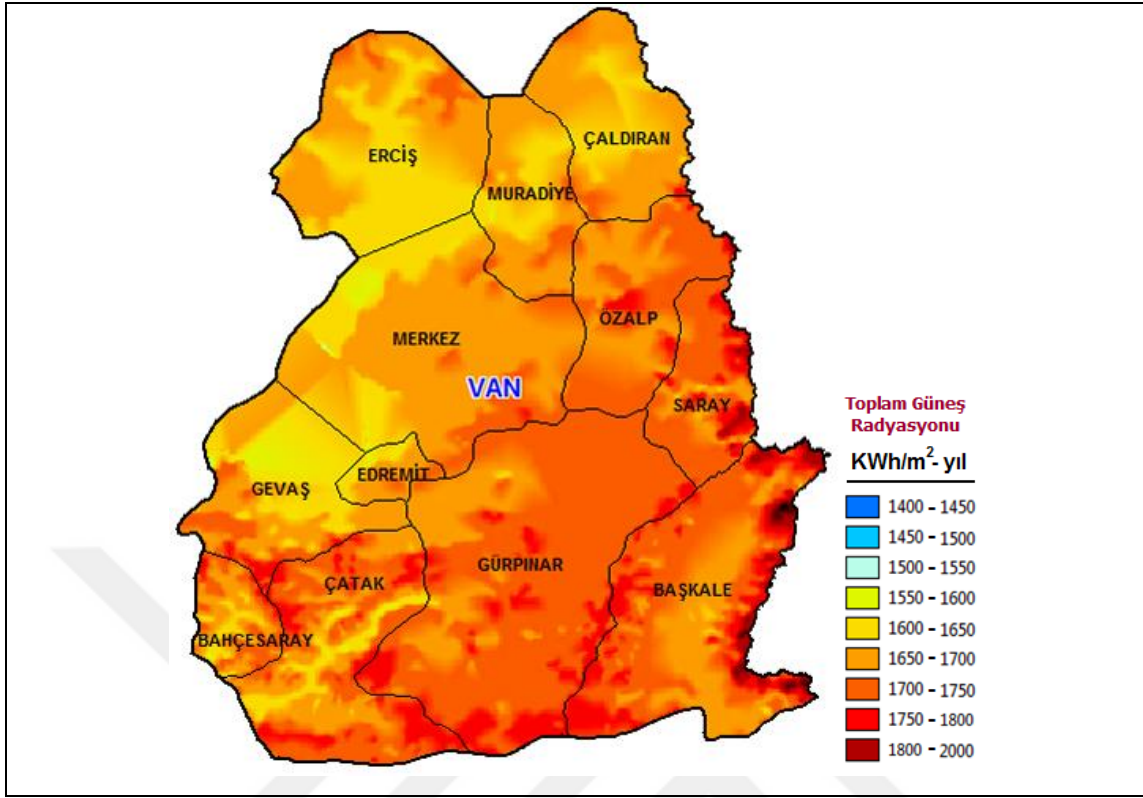 ERCİŞ
ÇALDIRAN
MURADİYE
ÖZALP
MERKEZ
VAN
SARAY
EDREMİT
GEVAŞ
GÜRPINAR
ÇATAK
BAŞKALE
BAHÇESARAY
Toplam Güneş
Radyasyonu
KWh/m²- yıl
1400 - 1450
1450 - 1500
1500 - 1550
1550 - 1600
1600 - 1650
1650 - 1700
1700 - 1750
1750 - 1800
1800 - 2000